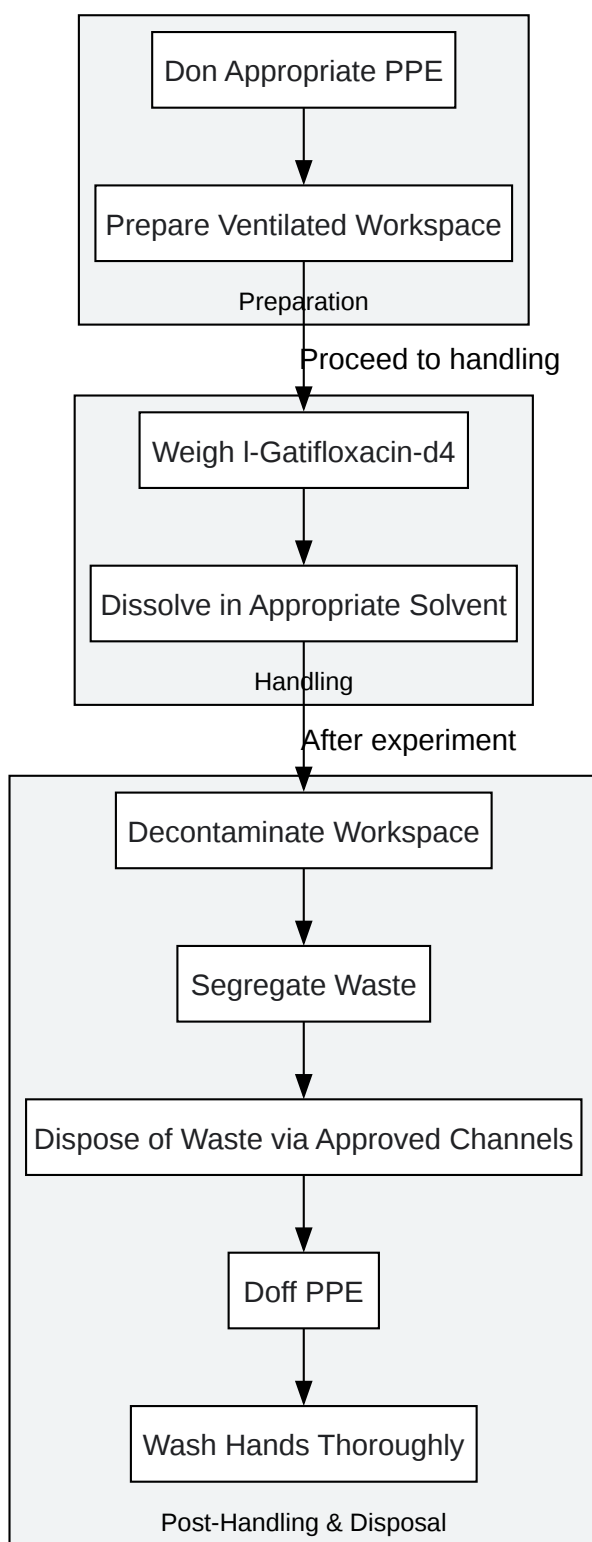 Don Appropriate PPE
Prepare Ventilated Workspace
Preparation
Proceed to handling
Weigh l-Gatifloxacin-d4
Dissolve in Appropriate Solvent
Handling
After experiment
Decontaminate Workspace
Segregate Waste
Dispose of Waste via Approved Channels
Doff PPE
Wash Hands Thoroughly
Post-Handling & Disposal